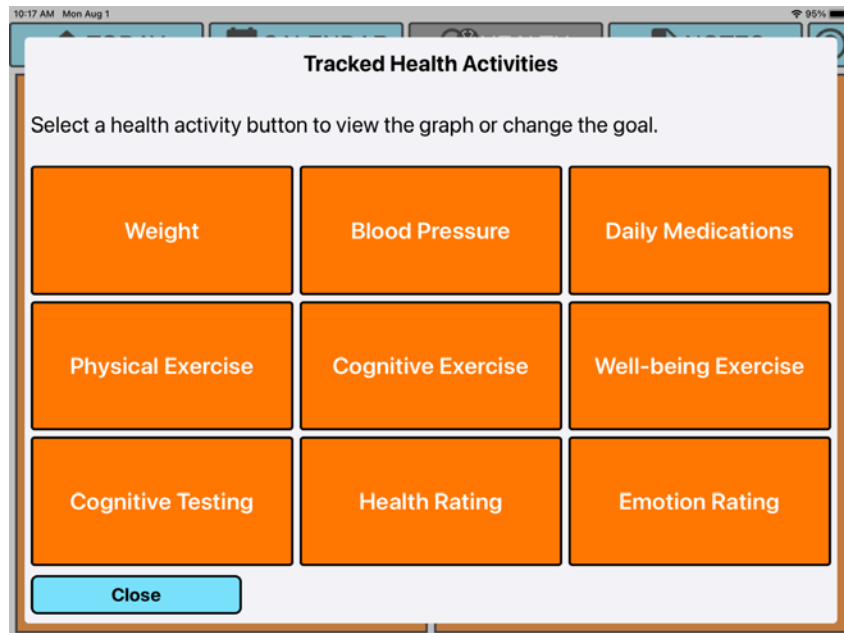 10:17 AM Mon Aug 1 95%
Tracked Health Activities
Select a health activity button to view the graph or change the goal.
Weight Blood Pressure Daily Medications
Physical Exercise Cognitive Exercise Well-being Exercise
Cognitive Testing Health Rating Emotion Rating
Close